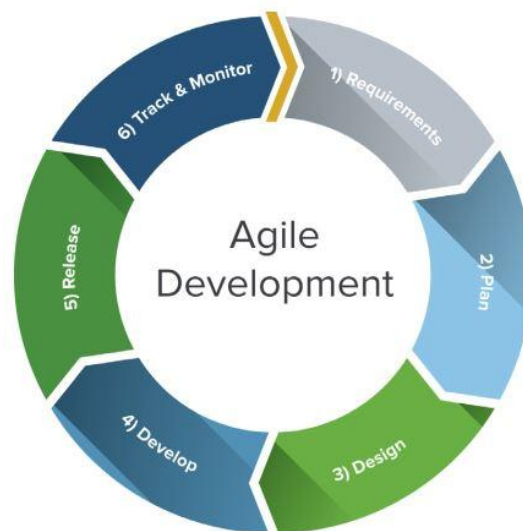 Agile
Development
1) Requirements
2) Plan
3) Design
4) Develop
5) Release
6) Track & Monitor